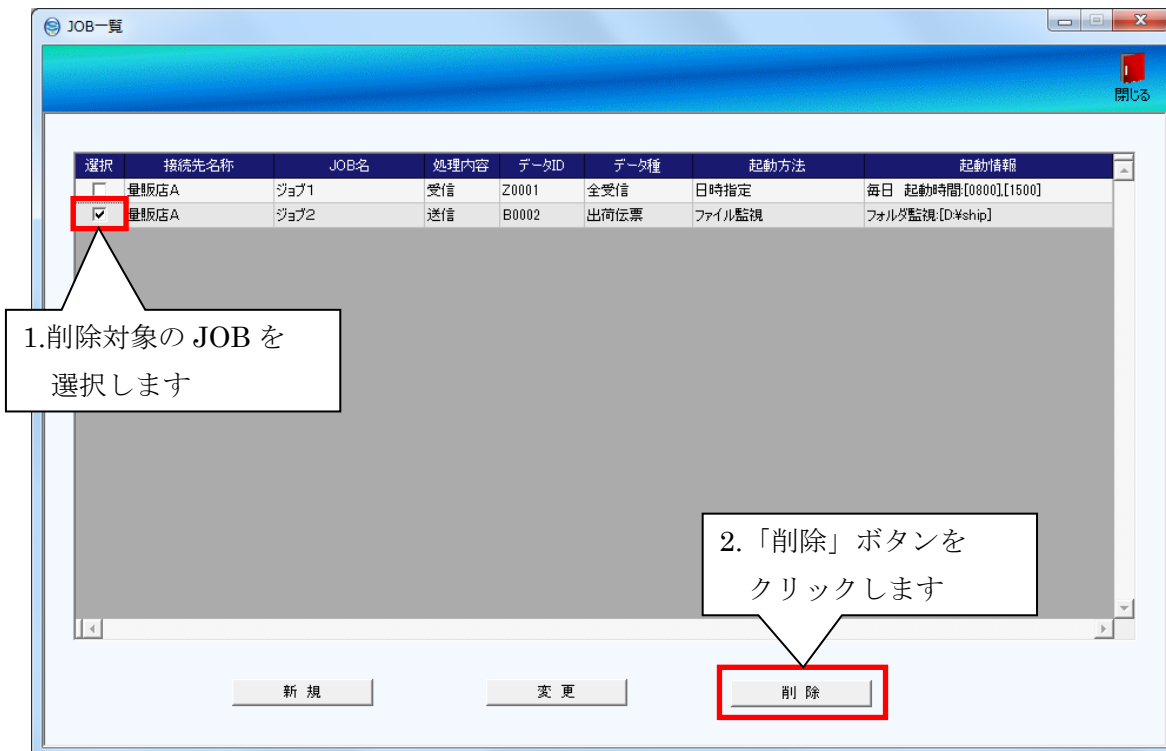 JOB一覧
閉じる
選択 接続先名称 JOB名 処理内容 データID データ種 起動方法 起動情報
量販店A ジョブ1 受信 Z0001 全受信 日時指定 毎日 起動時間:[0800],[1500]
量販店A ジョブ2 送信 B0002 出荷伝票 ファイル監視 フォルダ監視:[D:¥ship]
1.削除対象の JOB を
選択します
2.「削除」ボタンを
クリックします
新 規 変 更 削 除